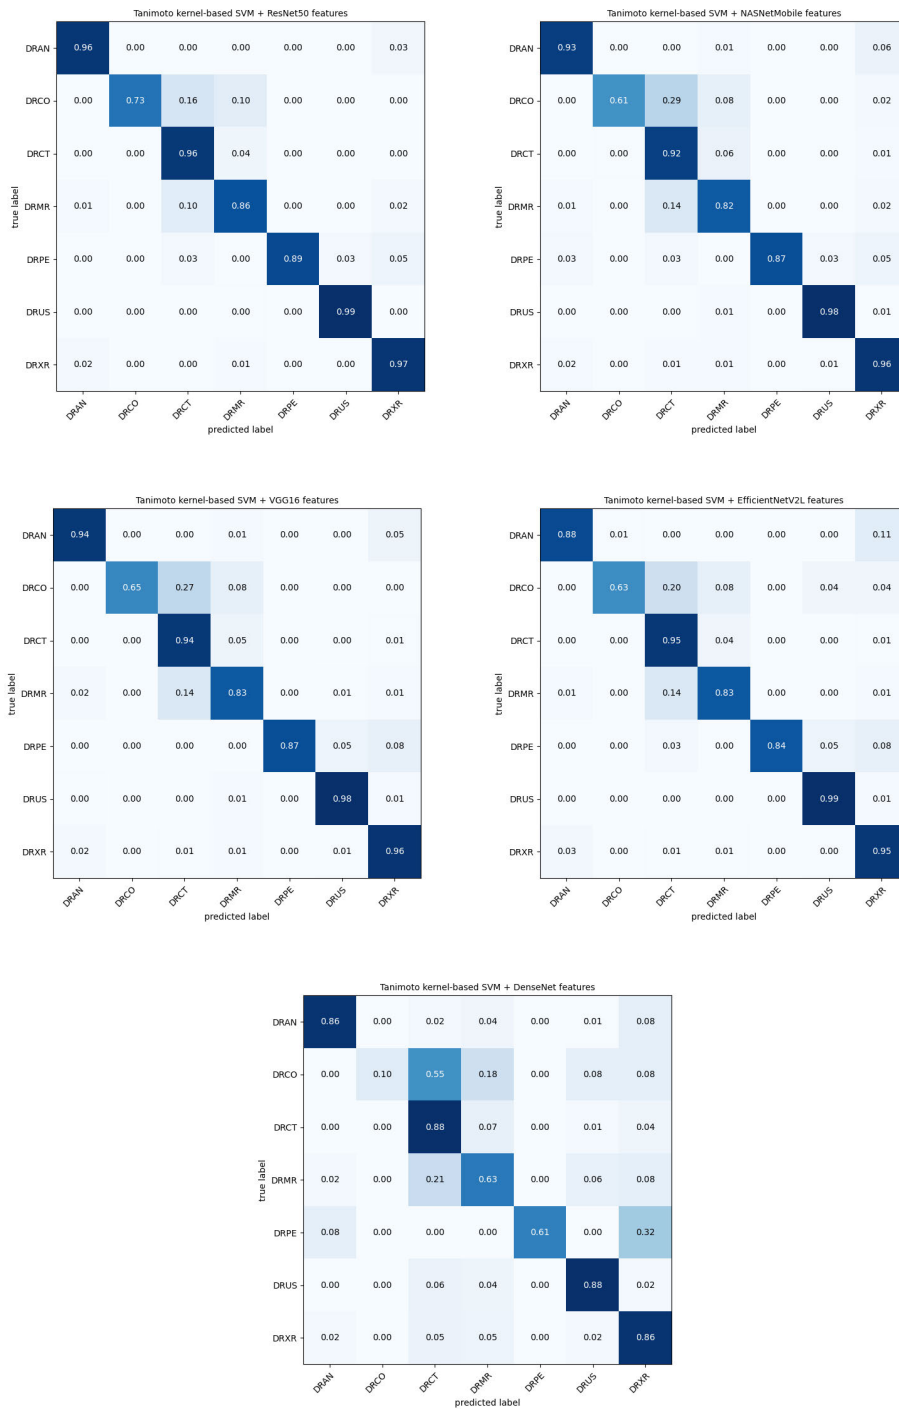 Tanimoto kernel-based SVM + ResNet50 features
DRAN 0.96 0.00 0.00 0.00 0.00 0.00 0.03
DRCO 0.00 0.73 0.16 0.10 0.00 0.00 0.00
DRCT 0.00 0.00 0.96 0.04 0.00 0.00 0.00
DRMR 0.01 0.00 0.10 0.86 0.00 0.00 0.02
DRPE 0.00 0.00 0.03 0.00 0.89 0.03 0.05
DRUS 0.00 0.00 0.00 0.00 0.00 0.99 0.00
DRXR 0.02 0.00 0.00 0.01 0.00 0.00 0.97
true label
DRAN DRCO DRCT DRMR DRPE DRUS DRXR
predicted label
Tanimoto kernel-based SVM + NASNetMobile features
DRAN 0.93 0.00 0.00 0.01 0.00 0.00 0.06
DRCO 0.00 0.61 0.29 0.08 0.00 0.00 0.02
DRCT 0.00 0.00 0.92 0.06 0.00 0.00 0.01
DRMR 0.01 0.00 0.14 0.82 0.00 0.00 0.02
DRPE 0.03 0.00 0.03 0.00 0.87 0.03 0.05
DRUS 0.00 0.00 0.00 0.01 0.00 0.98 0.01
DRXR 0.02 0.00 0.01 0.01 0.00 0.01 0.96
true label
DRAN DRCO DRCT DRMR DRPE DRUS DRXR
predicted label
Tanimoto kernel-based SVM + VGG16 features
DRAN 0.94 0.00 0.00 0.01 0.00 0.00 0.05
DRCO 0.00 0.65 0.27 0.08 0.00 0.00 0.00
DRCT 0.00 0.00 0.94 0.05 0.00 0.00 0.01
DRMR 0.02 0.00 0.14 0.83 0.00 0.01 0.01
DRPE 0.00 0.00 0.00 0.00 0.87 0.05 0.08
DRUS 0.00 0.00 0.00 0.01 0.00 0.98 0.01
DRXR 0.02 0.00 0.01 0.01 0.00 0.01 0.96
true label
DRAN DRCO DRCT DRMR DRPE DRUS DRXR
predicted label
Tanimoto kernel-based SVM + EfficientNetV2L features
DRAN 0.88 0.01 0.00 0.00 0.00 0.00 0.11
DRCO 0.00 0.63 0.20 0.08 0.00 0.04 0.04
DRCT 0.00 0.00 0.95 0.04 0.00 0.00 0.01
DRMR 0.01 0.00 0.14 0.83 0.00 0.00 0.01
DRPE 0.00 0.00 0.03 0.00 0.84 0.05 0.08
DRUS 0.00 0.00 0.00 0.00 0.00 0.99 0.01
DRXR 0.03 0.00 0.01 0.01 0.00 0.00 0.95
true label
DRAN DRCO DRCT DRMR DRPE DRUS DRXR
predicted label
Tanimoto kernel-based SVM + DenseNet features
DRAN 0.86 0.00 0.02 0.04 0.00 0.01 0.08
DRCO 0.00 0.10 0.55 0.18 0.00 0.08 0.08
DRCT 0.00 0.00 0.88 0.07 0.00 0.01 0.04
DRMR 0.02 0.00 0.21 0.63 0.00 0.06 0.08
DRPE 0.08 0.00 0.00 0.00 0.61 0.00 0.32
DRUS 0.00 0.00 0.06 0.04 0.00 0.88 0.02
DRXR 0.02 0.00 0.05 0.05 0.00 0.02 0.86
true label
DRAN DRCO DRCT DRMR DRPE DRUS DRXR
predicted label